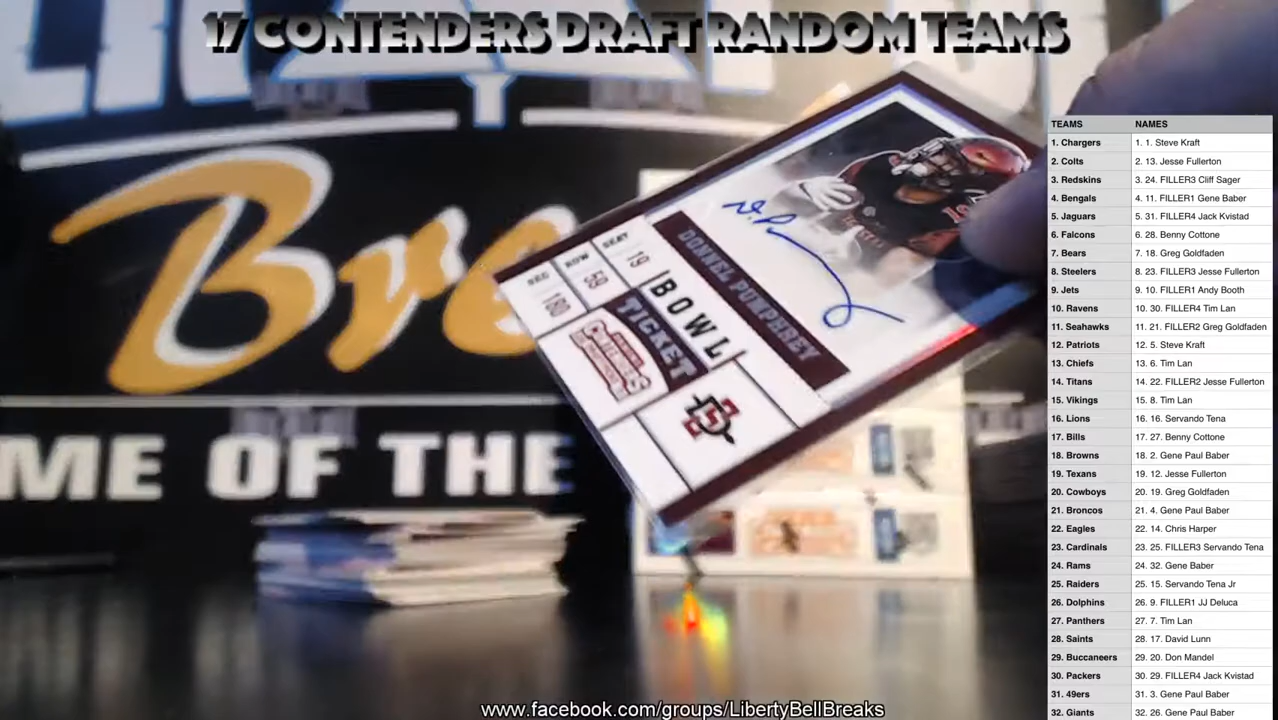 17 CONTENDERS DRAFT RANDOM TEAMS
Bre
ME OF THE
SEC 180
ROW 59
SEAT 19
BOWL
TICKET
DONNEL PUMPHREY
TEAMS NAMES
1. Chargers 1. 1. Steve Kraft
2. Colts 2. 13. Jesse Fullerton
3. Redskins 3. 24. FILLER3 Cliff Sager
4. Bengals 4. 11. FILLER1 Gene Baber
5. Jaguars 5. 31. FILLER4 Jack Kvistad
6. Falcons 6. 28. Benny Cottone
7. Bears 7. 18. Greg Goldfaden
8. Steelers 8. 23. FILLER3 Jesse Fullerton
9. Jets 9. 10. FILLER1 Andy Booth
10. Ravens 10. 30. FILLER4 Tim Lan
11. Seahawks 11. 21. FILLER2 Greg Goldfaden
12. Patriots 12. 5. Steve Kraft
13. Chiefs 13. 6. Tim Lan
14. Titans 14. 22. FILLER2 Jesse Fullerton
15. Vikings 15. 8. Tim Lan
16. Lions 16. 16. Servando Tena
17. Bills 17. 27. Benny Cottone
18. Browns 18. 2. Gene Paul Baber
19. Texans 19. 12. Jesse Fullerton
20. Cowboys 20. 19. Greg Goldfaden
21. Broncos 21. 4. Gene Paul Baber
22. Eagles 22. 14. Chris Harper
23. Cardinals 23. 25. FILLER3 Servando Tena
24. Rams 24. 32. Gene Baber
25. Raiders 25. 15. Servando Tena Jr
26. Dolphins 26. 9. FILLER1 JJ Deluca
27. Panthers 27. 7. Tim Lan
28. Saints 28. 17. David Lunn
29. Buccaneers 29. 20. Don Mandel
30. Packers 30. 29. FILLER4 Jack Kvistad
31. 49ers 31. 3. Gene Paul Baber
32. Giants 32. 26. Gene Paul Baber
www.facebook.com/groups/LibertyBellBreaks